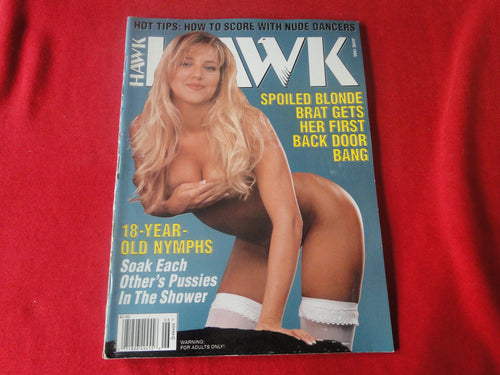 HOT TIPS: HOW TO SCORE WITH NUDE DANCERS
HAWK
HAWK
JUNE
SPOILED BLONDE
BRAT GETS
HER FIRST
BACK DOOR
BANG
18-YEAR-
OLD NYMPHS
Soak Each
Other's Pussies
In The Shower
WARNING:
FOR ADULTS ONLY!